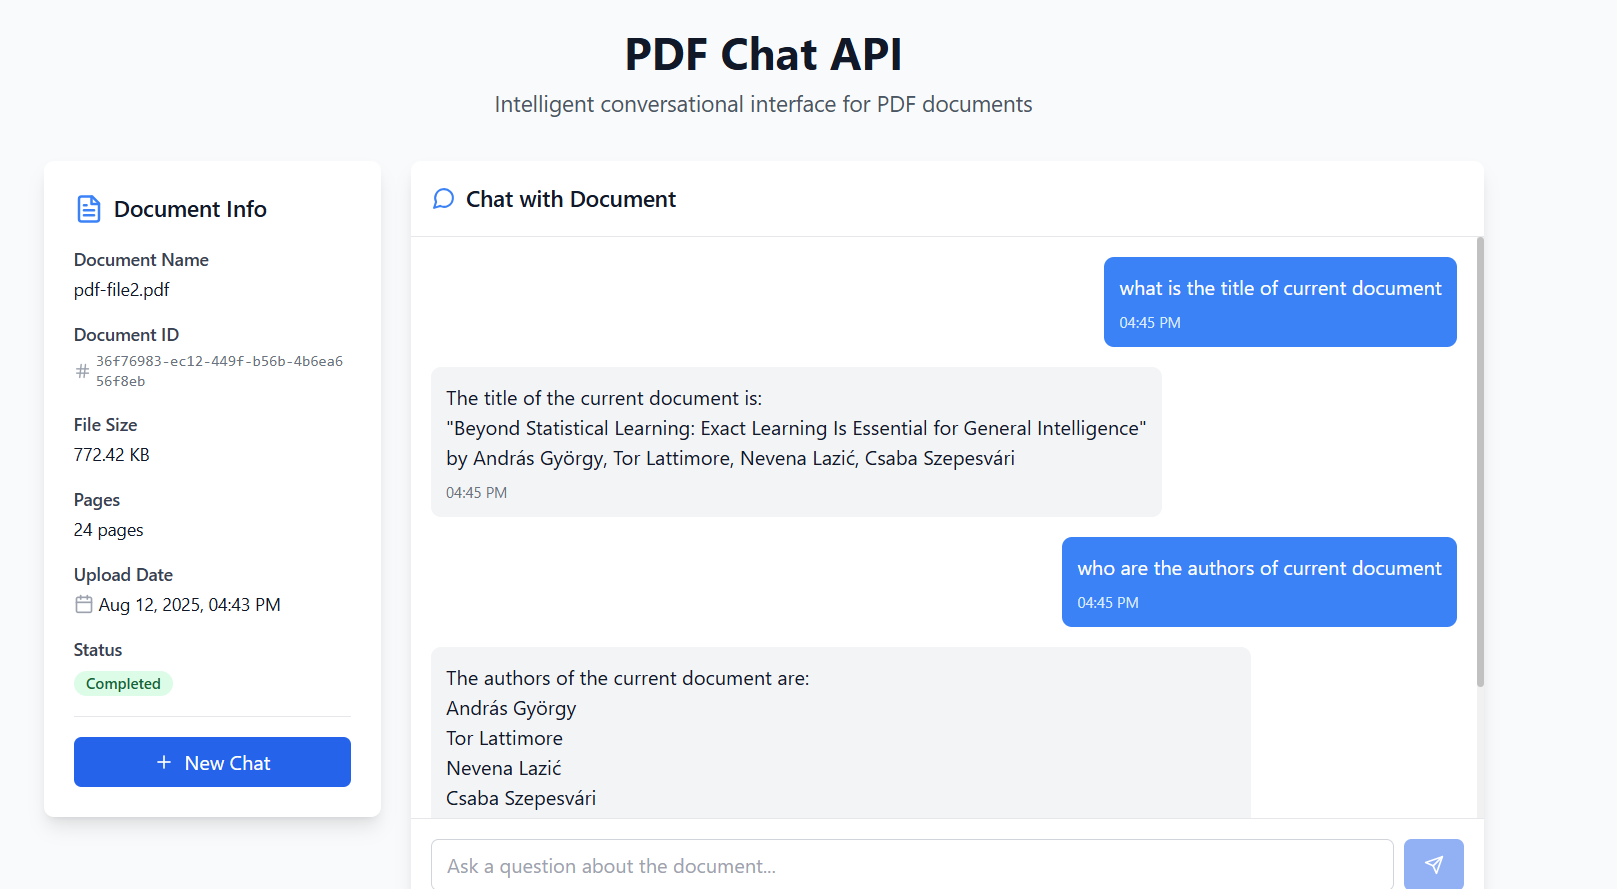 PDF Chat API
Intelligent conversational interface for PDF documents
Document Info
Document Name
pdf-file2.pdf
Document ID
36f76983-ec12-449f-b56b-4b6ea6
56f8eb
File Size
772.42 KB
Pages
24 pages
Upload Date
Aug 12, 2025, 04:43 PM
Status
Completed
+ New Chat
Chat with Document
what is the title of current document
04:45 PM
The title of the current document is:
"Beyond Statistical Learning: Exact Learning Is Essential for General Intelligence"
by András György, Tor Lattimore, Nevena Lazić, Csaba Szepesvári
04:45 PM
who are the authors of current document
04:45 PM
The authors of the current document are:
András György
Tor Lattimore
Nevena Lazić
Csaba Szepesvári
Ask a question about the document...